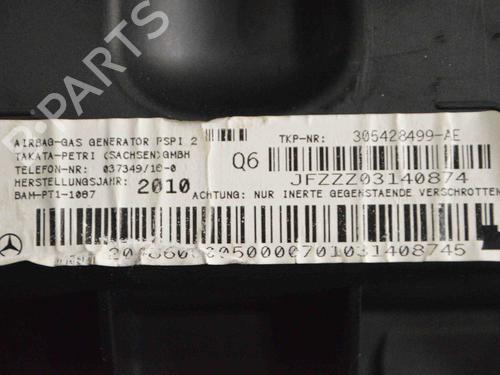 B-PARTS
AIRBAG-GAS GENERATOR PSPI 2
TAKATA-PETRI (SACHSEN) GMBH
TELEFON-NR: 037349/18-0
HERSTELLUNGSJAHR: 2010
BAM-PT1-1087
TKP-NR: 305428499-AE
Q6
JFZZZ03140874
ACHTUNG: NUR INERTE GEGENSTAENDE VERSCHROTTEN